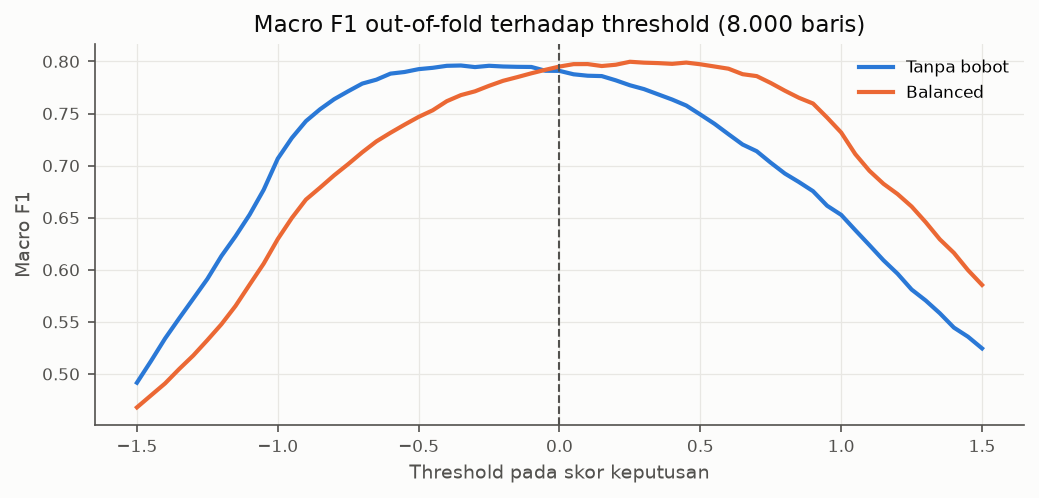 Macro F1 out-of-fold terhadap threshold (8.000 baris)
Macro F1
0.80
0.75
0.70
0.65
0.60
0.55
0.50
Tanpa bobot
Balanced
−1.5
−1.0
−0.5
0.0
0.5
1.0
1.5
Threshold pada skor keputusan